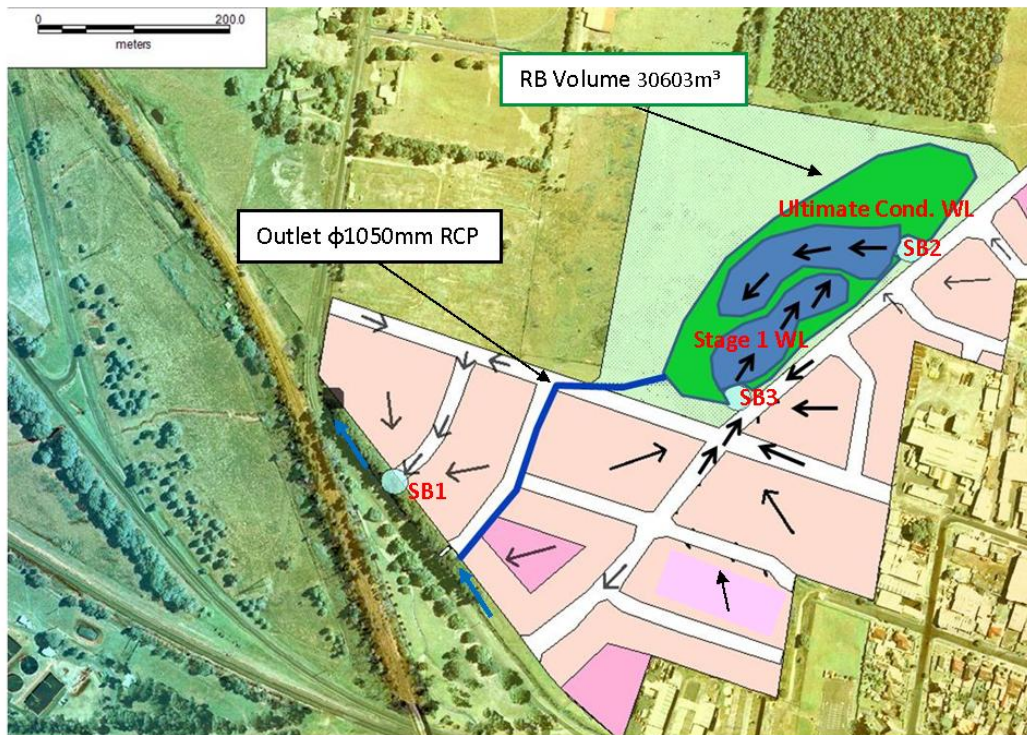 0 200.0
meters
RB Volume 30603m³
Ultimate Cond. WL
Outlet ϕ1050mm RCP
SB2
Stage 1 WL
SB3
SB1